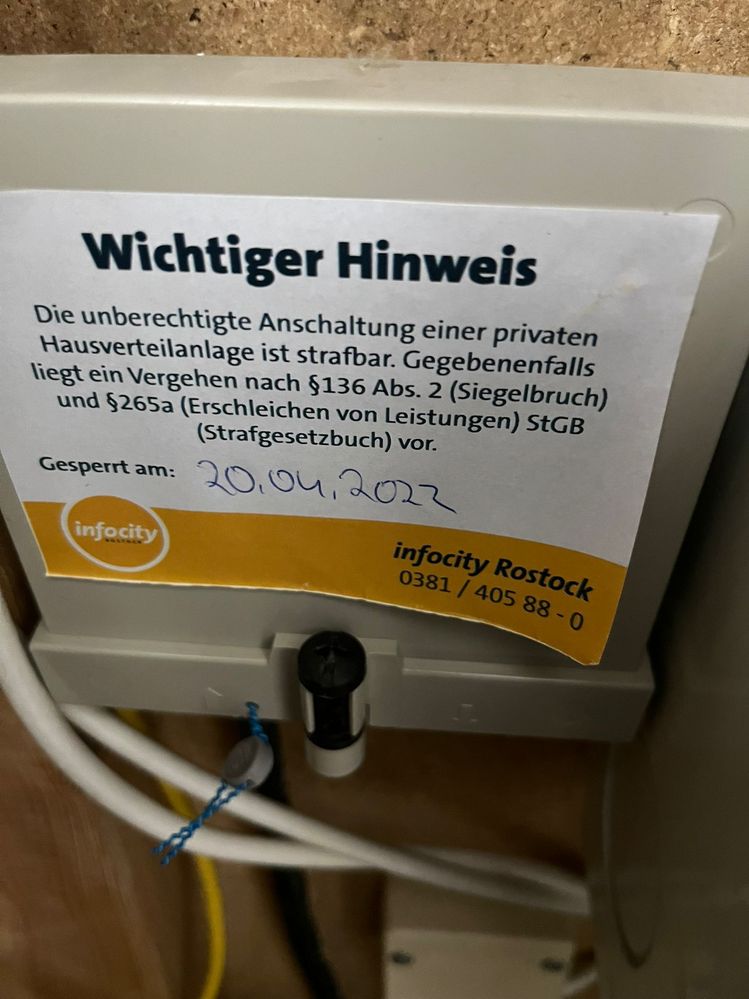 Wichtiger Hinweis
Die unberechtigte Anschaltung einer privaten
Hausverteilanlage ist strafbar. Gegebenenfalls
liegt ein Vergehen nach §136 Abs. 2 (Siegelbruch)
und §265a (Erschleichen von Leistungen) StGB
(Strafgesetzbuch) vor.
Gesperrt am: 20.04.2022
infocity
ROSTOCK
infocity Rostock
0381 / 405 88 - 0